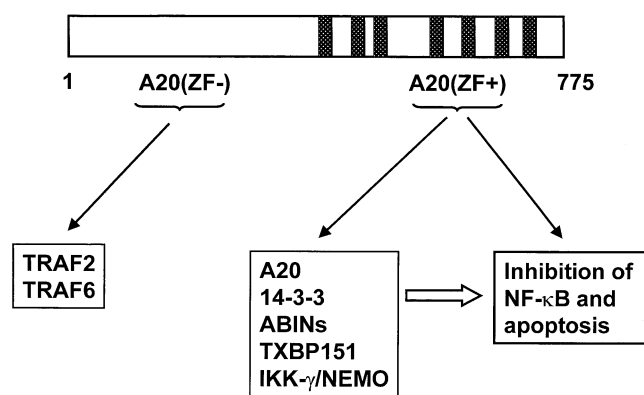 1 A20(ZF-) A20(ZF+) 775
TRAF2
TRAF6
A20
14-3-3
ABINs
TXBP151
IKK-γ/NEMO
Inhibition of
NF-κB and
apoptosis